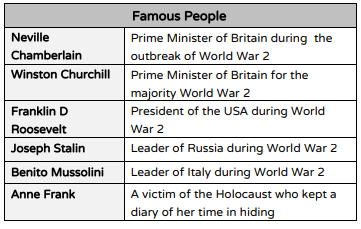 Famous People
Neville
Chamberlain
Prime Minister of Britain during the
outbreak of World War 2
Winston Churchill
Prime Minister of Britain for the
majority World War 2
Franklin D
Roosevelt
President of the USA during World
War 2
Joseph Stalin
Leader of Russia during World War 2
Benito Mussolini
Leader of Italy during World War 2
Anne Frank
A victim of the Holocaust who kept a
diary of her time in hiding